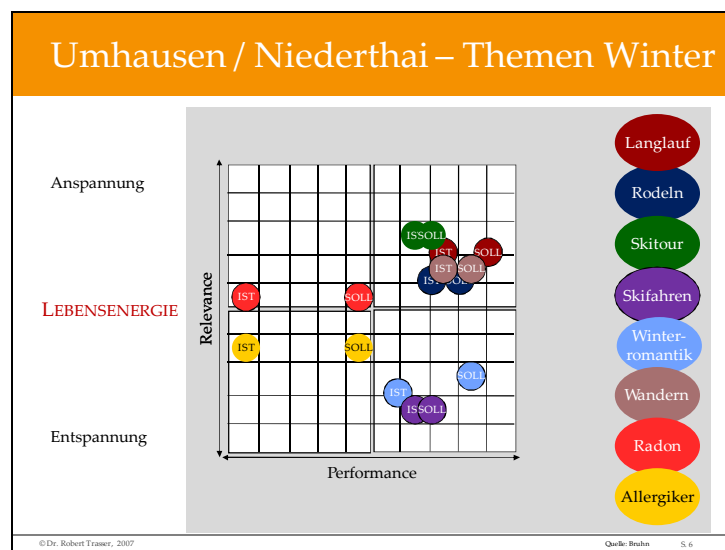 Umhausen / Niederthai – Themen Winter
Anspannung
LEBENSENERGIE
Entspannung
Relevance
Performance
IS
SOLL
IST
SOLL
IST
SOLL
IST
SOLL
IST
SOLL
IST
SOLL
IST
SOLL
IS
SOLL
Langlauf
Rodeln
Skitour
Skifahren
Winter-
romantik
Wandern
Radon
Allergiker
© Dr. Robert Trasser, 2007
Quelle: Bruhn
S. 6